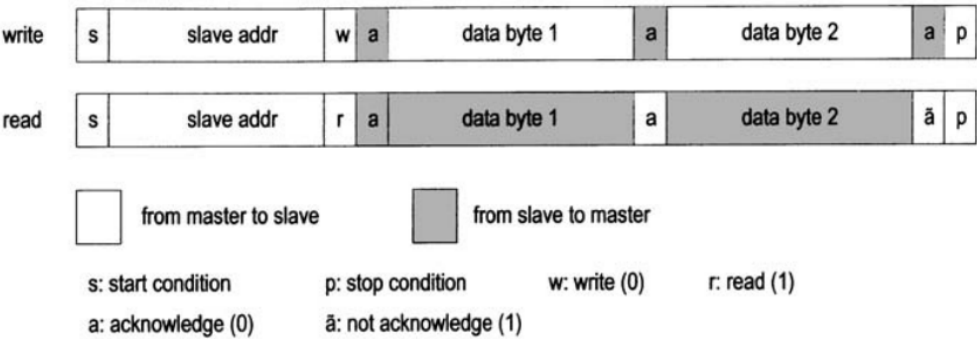 write s slave addr w a data byte 1 a data byte 2 a p
read s slave addr r a data byte 1 a data byte 2 ā p
from master to slave from slave to master
s: start condition p: stop condition w: write (0) r: read (1)
a: acknowledge (0) ā: not acknowledge (1)